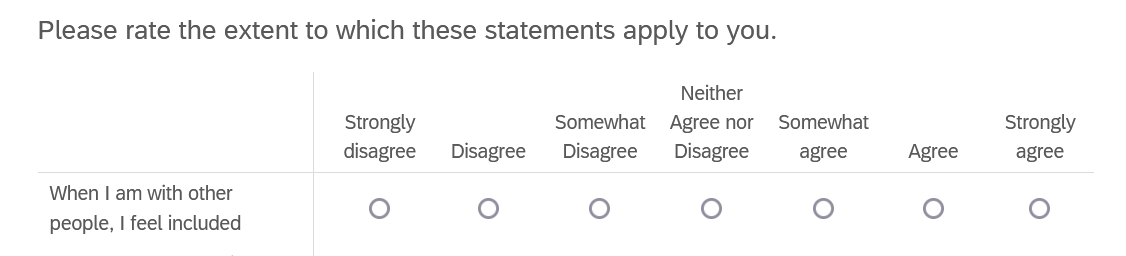 Please rate the extent to which these statements apply to you.
Neither
Strongly Somewhat Agree nor Somewhat Strongly
disagree Disagree Disagree Disagree agree Agree agree
When I am with other
people, I feel included